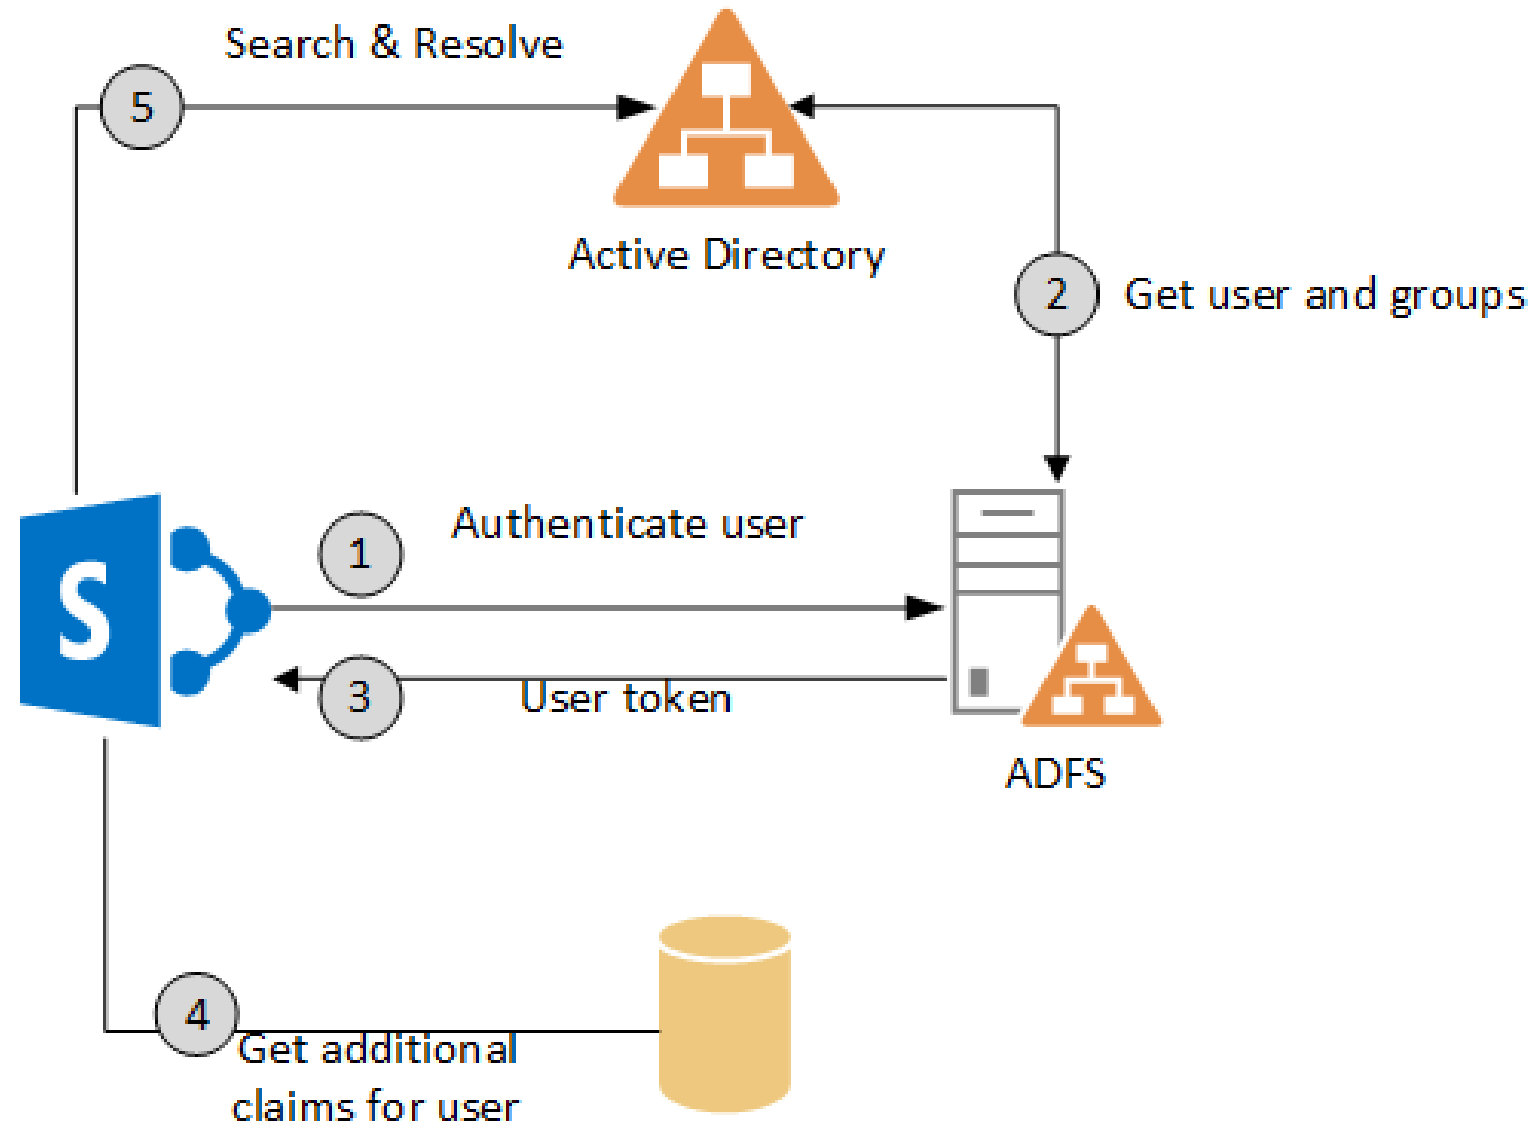 Search & Resolve
5
Active Directory
2
Get user and groups
Authenticate user
1
S
3
User token
ADFS
4
Get additional
claims for user